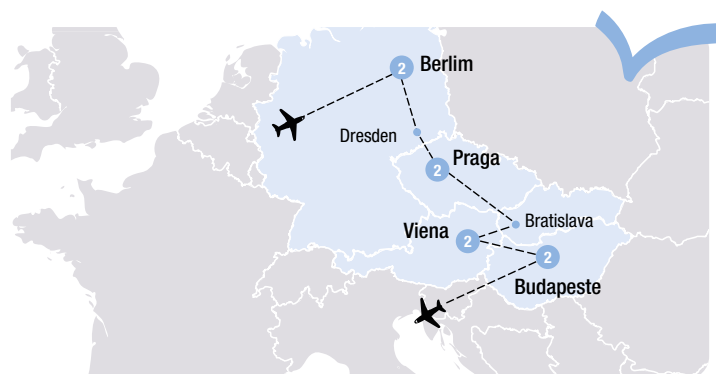 2 Berlim
Dresden
2 Praga
Bratislava
Viena 2
2
Budapeste